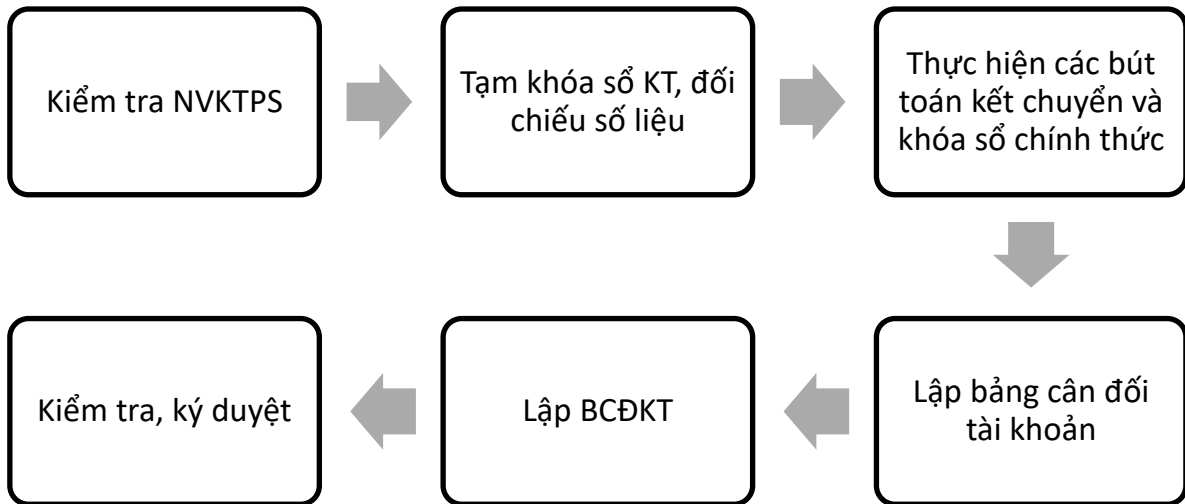 Kiểm tra NVKTPS
Tạm khóa sổ KT, đối
chiếu số liệu
Thực hiện các bút
toán kết chuyển và
khóa sổ chính thức
Lập bảng cân đối
tài khoản
Lập BCĐKT
Kiểm tra, ký duyệt